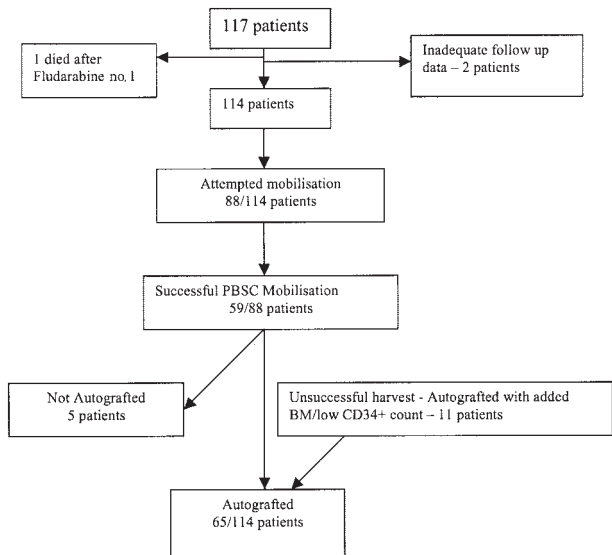 117 patients
1 died after
Fludarabine no.1
Inadequate follow up
data – 2 patients
114 patients
Attempted mobilisation
88/114 patients
Successful PBSC Mobilisation
59/88 patients
Not Autografted
5 patients
Unsuccessful harvest - Autografted with added
BM/low CD34+ count – 11 patients
Autografted
65/114 patients